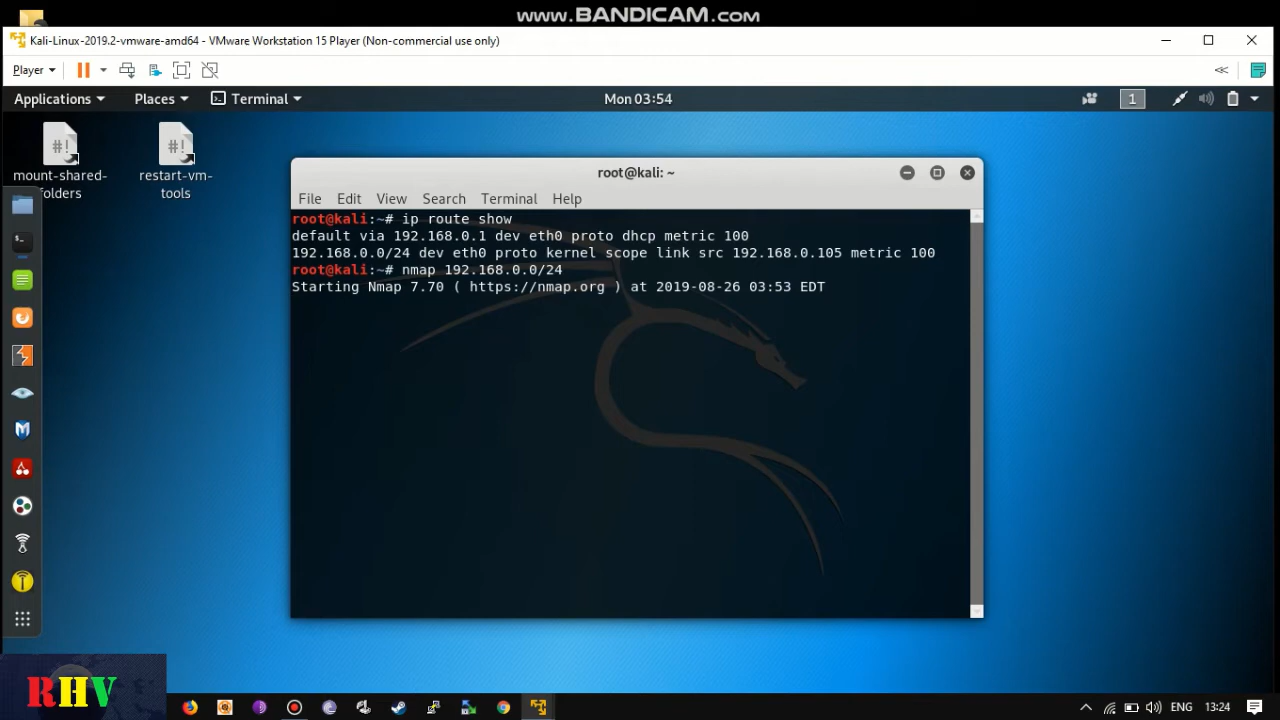 www.BANDICAM.com
Kali-Linux-2019.2-vmware-amd64 - VMware Workstation 15 Player (Non-commercial use only)
Player
Applications Places Terminal Mon 03:54 1
mount-shared-folders
restart-vm-tools
root@kali: ~
File Edit View Search Terminal Help
root@kali:~# ip route show
default via 192.168.0.1 dev eth0 proto dhcp metric 100
192.168.0.0/24 dev eth0 proto kernel scope link src 192.168.0.105 metric 100
root@kali:~# nmap 192.168.0.0/24
Starting Nmap 7.70 ( https://nmap.org ) at 2019-08-26 03:53 EDT
RHV
ENG 13:24